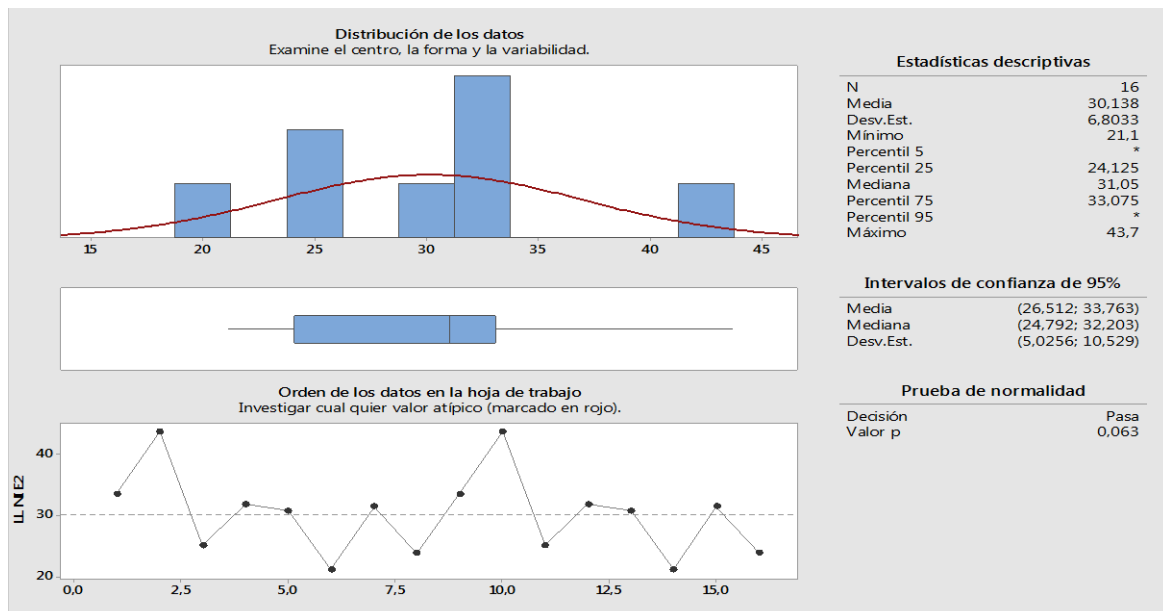 Distribución de los datos
Examine el centro, la forma y la variabilidad.
15 20 25 30 35 40 45
Estadísticas descriptivas
N 16
Media 30,138
Desv.Est. 6,8033
Mínimo 21,1
Percentil 5 *
Percentil 25 24,125
Mediana 31,05
Percentil 75 33,075
Percentil 95 *
Máximo 43,7
Intervalos de confianza de 95%
Media (26,512; 33,763)
Mediana (24,792; 32,203)
Desv.Est. (5,0256; 10,529)
Orden de los datos en la hoja de trabajo
Investigar cual quier valor atípico (marcado en rojo).
40
30
20
0,0 2,5 5,0 7,5 10,0 12,5 15,0
Prueba de normalidad
Decisión Pasa
Valor p 0,063